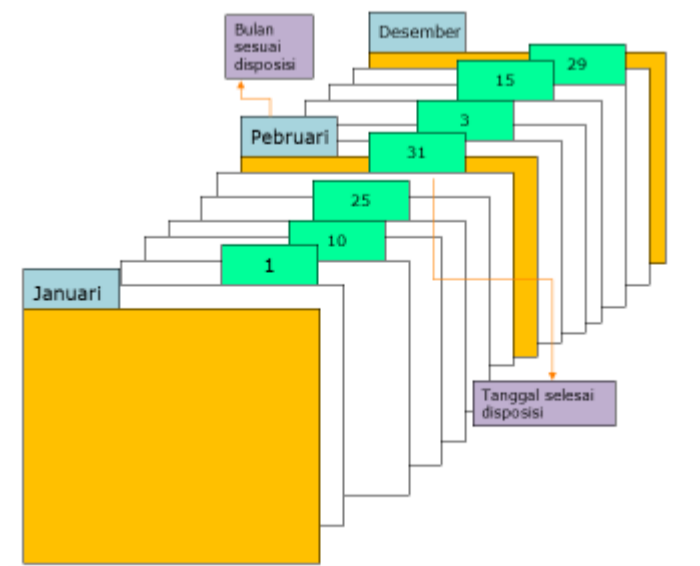 Bulan
sesuai
disposisi
Desember
29
15
3
Pebruari
31
25
10
1
Januari
Tanggal selesai
disposisi